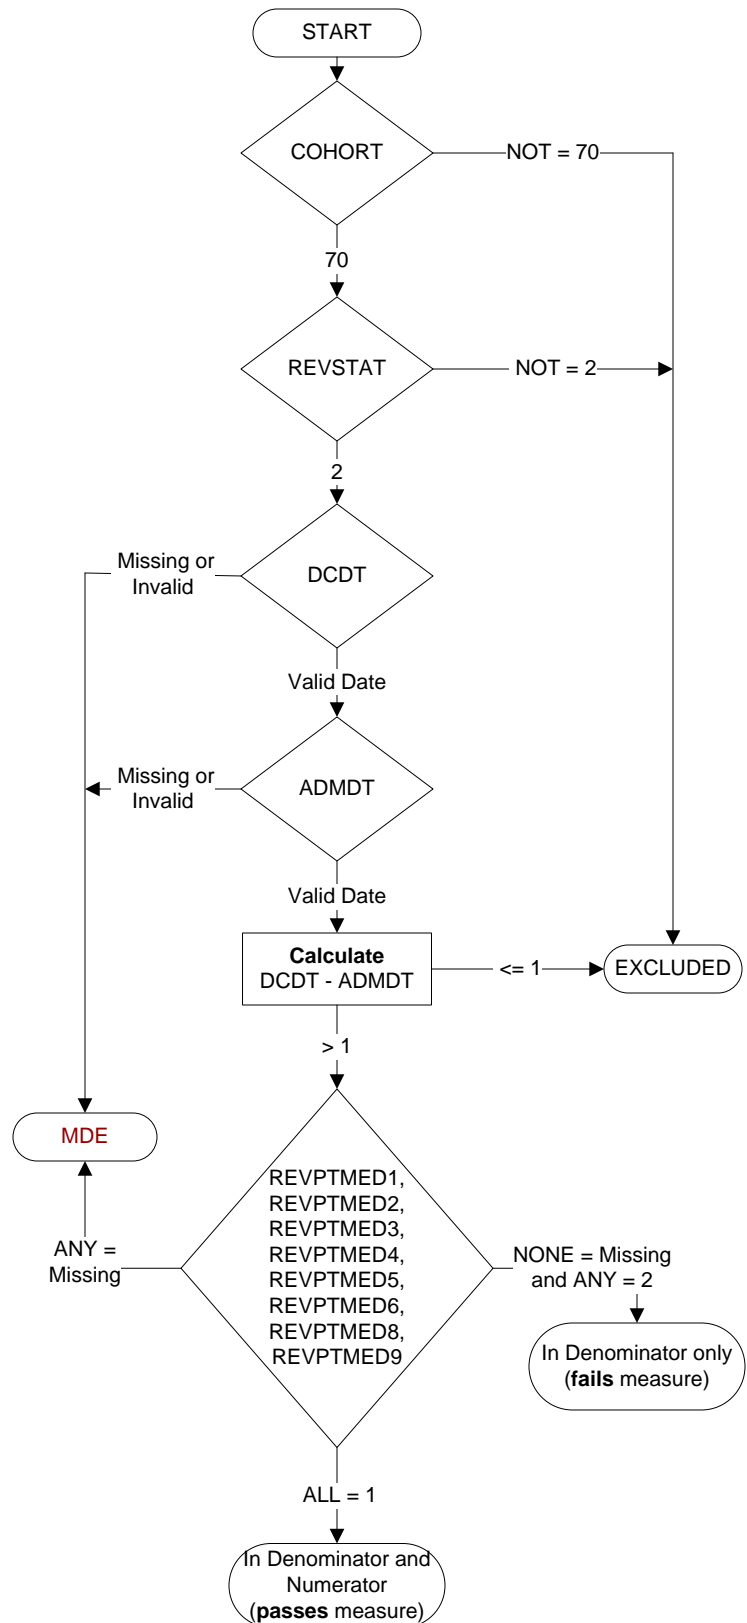 START
COHORT
NOT = 70
70
REVSTAT
NOT = 2
2
Missing or
Invalid
DCDT
Valid Date
Missing or
Invalid
ADMDT
Valid Date
Calculate
DCDT - ADMDT
<= 1
EXCLUDED
> 1
MDE
REVPTMED1,
REVPTMED2,
REVPTMED3,
REVPTMED4,
REVPTMED5,
REVPTMED6,
REVPTMED8,
REVPTMED9
ANY =
Missing
NONE = Missing
and ANY = 2
In Denominator only
(fails measure)
ALL = 1
In Denominator and
Numerator
(passes measure)